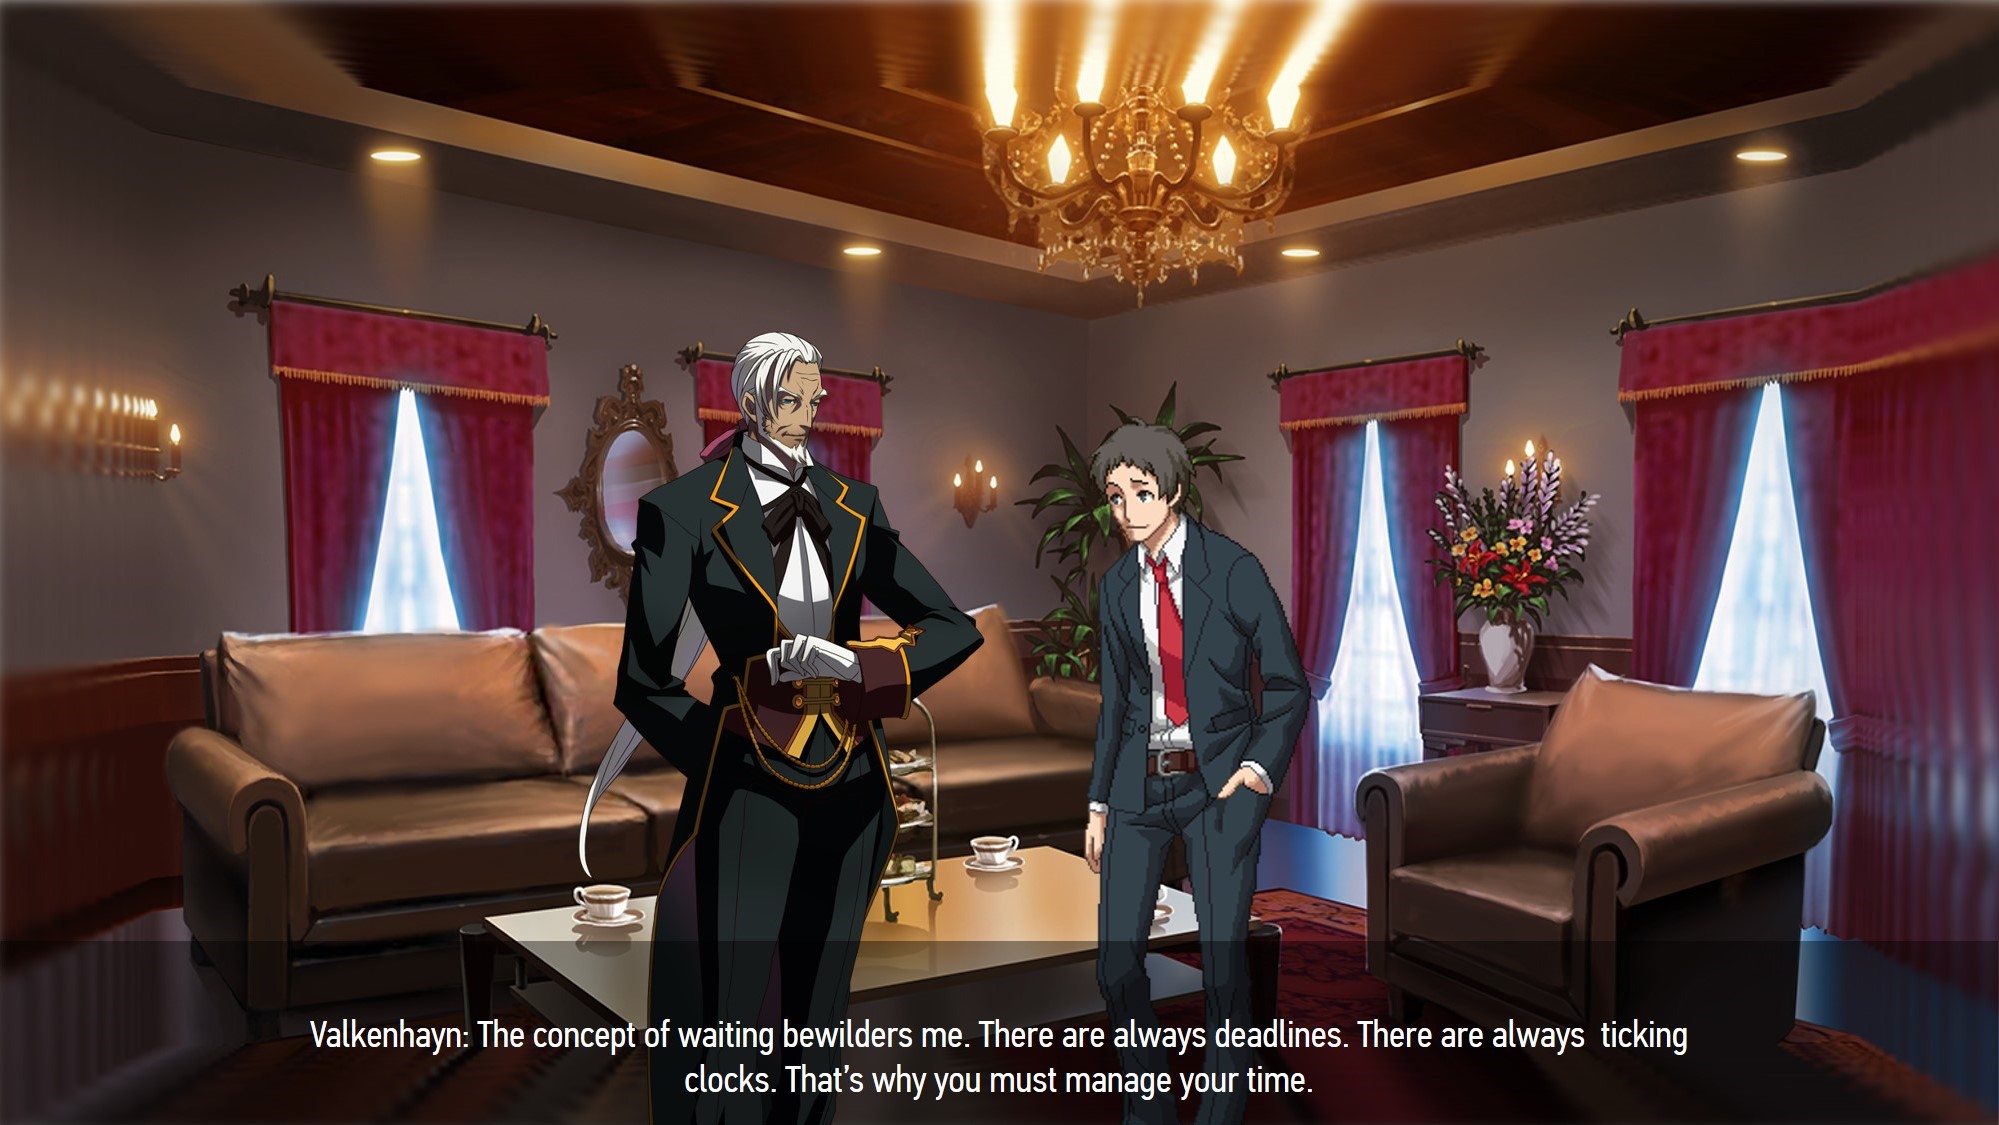 Valkenhayn: The concept of waiting bewilders me. There are always deadlines. There are always  ticking
clocks. That’s why you must manage your time.